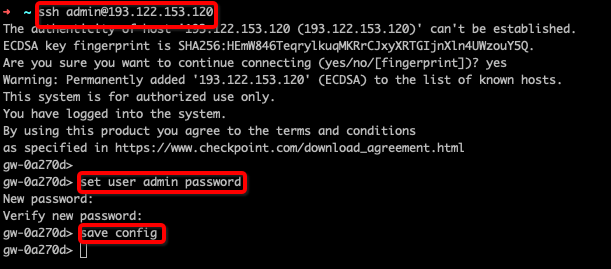 ➜ ~ ssh admin@193.122.153.120
The authenticity of host '193.122.153.120 (193.122.153.120)' can't be established.
ECDSA key fingerprint is SHA256:HEmW846TeqrylkuqMKRrCJxyXRTGIjnXln4UWzouY5Q.
Are you sure you want to continue connecting (yes/no/[fingerprint])? yes
Warning: Permanently added '193.122.153.120' (ECDSA) to the list of known hosts.
This system is for authorized use only.
You have logged into the system.
By using this product you agree to the terms and conditions
as specified in https://www.checkpoint.com/download_agreement.html
gw-0a270d>
gw-0a270d> set user admin password
New password:
Verify new password:
gw-0a270d> save config
gw-0a270d>